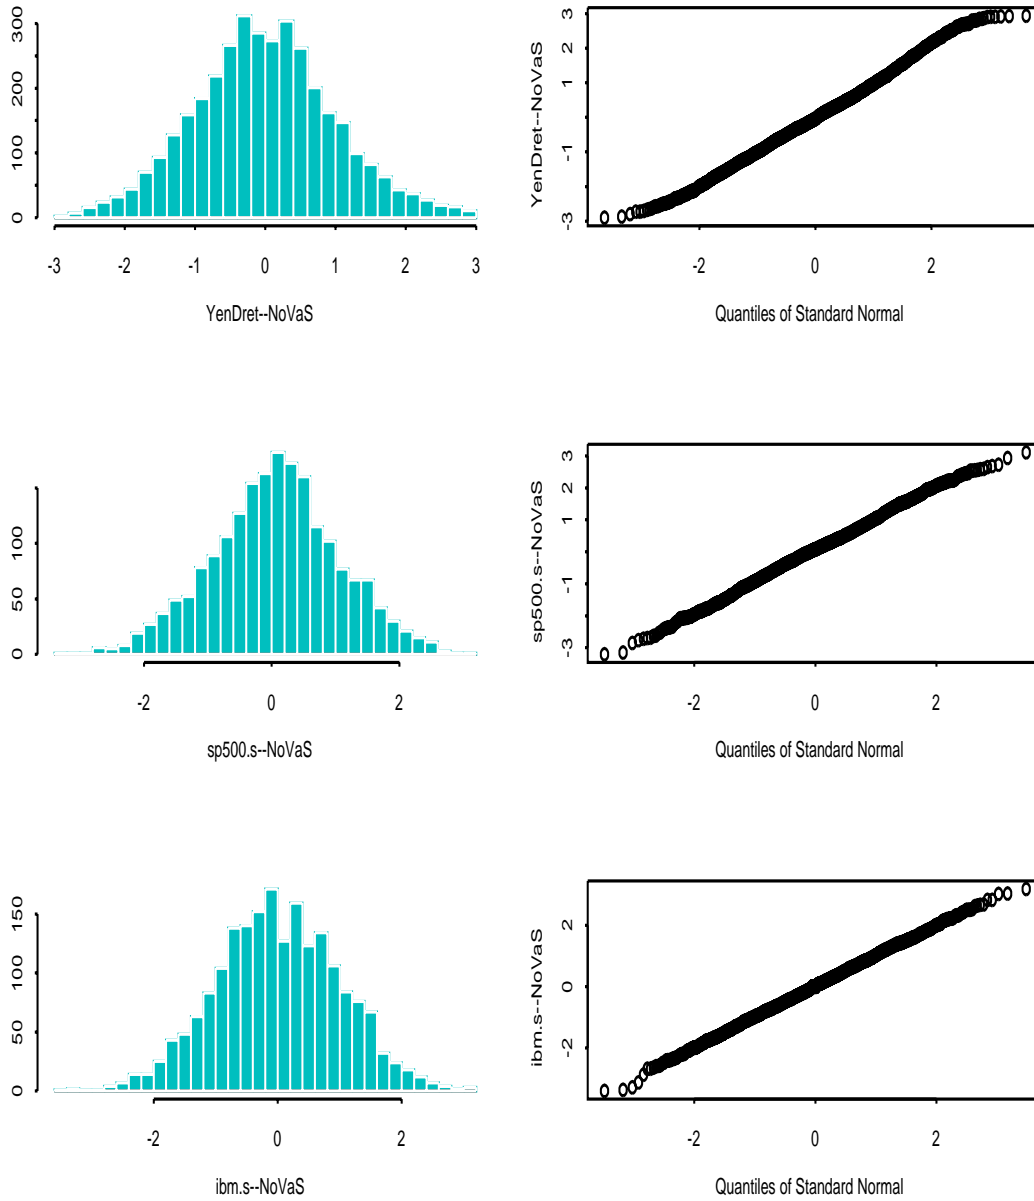 300
200
100
0
-3 -2 -1 0 1 2 3
YenDret--NoVaS
3
2
1
-1
-3
YenDret--NoVaS
-2 0 2
Quantiles of Standard Normal
100
50
0
-2 0 2
sp500.s--NoVaS
3
2
1
-1
-3
sp500.s--NoVaS
-2 0 2
Quantiles of Standard Normal
150
100
50
0
-2 0 2
ibm.s--NoVaS
2
0
-2
ibm.s--NoVaS
-2 0 2
Quantiles of Standard Normal